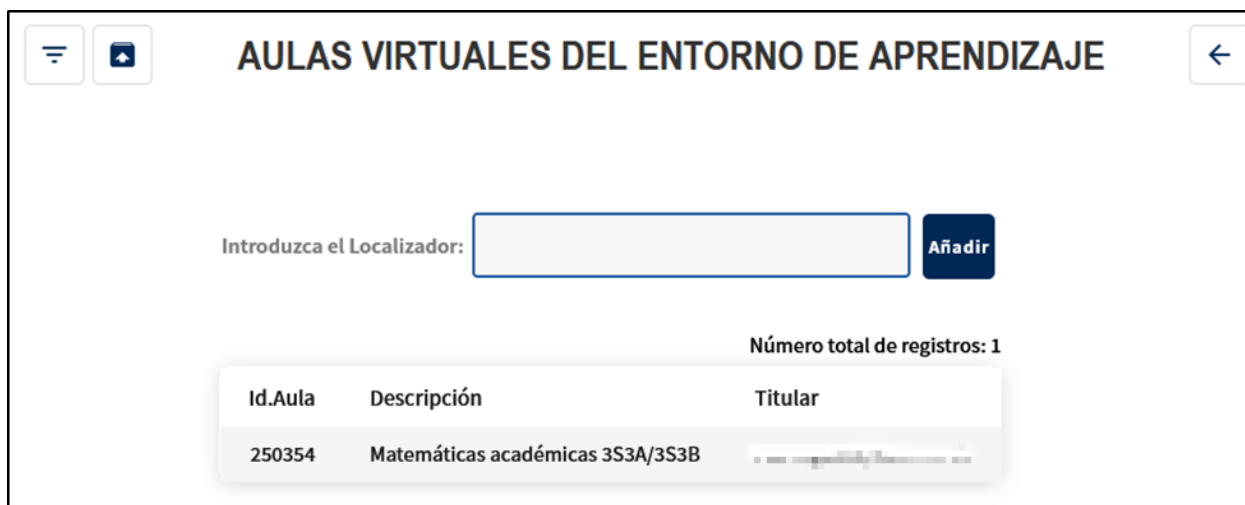 AULAS VIRTUALES DEL ENTORNO DE APRENDIZAJE
Introduzca el Localizador:
Añadir
Número total de registros: 1
Id.Aula Descripción Titular
250354 Matemáticas académicas 3S3A/3S3B